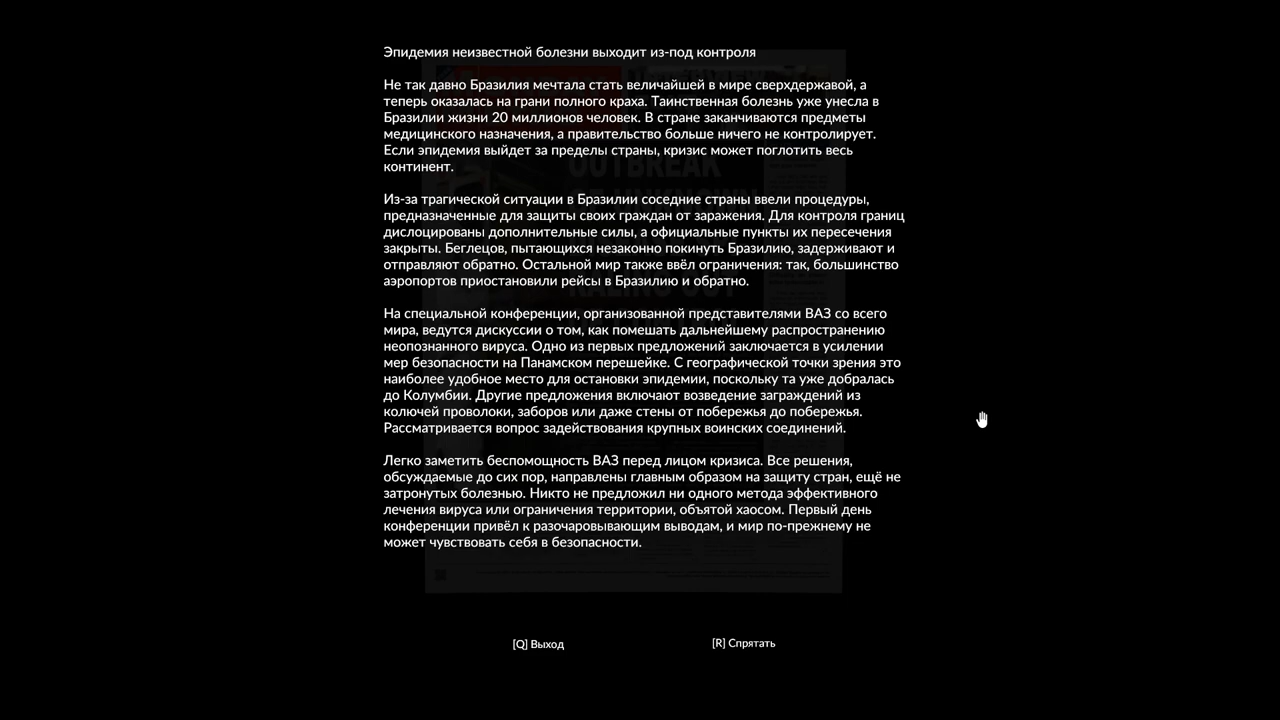 Эпидемия неизвестной болезни выходит из-под контроля
Не так давно Бразилия мечтала стать величайшей в мире сверхдержавой, а
теперь оказалась на грани полного краха. Таинственная болезнь уже унесла в
Бразилии жизни 20 миллионов человек. В стране заканчиваются предметы
медицинского назначения, а правительство больше ничего не контролирует.
Если эпидемия выйдет за пределы страны, кризис может поглотить весь
континент.
Из-за трагической ситуации в Бразилии соседние страны ввели процедуры,
предназначенные для защиты своих граждан от заражения. Для контроля границ
дислоцированы дополнительные силы, а официальные пункты их пересечения
закрыты. Беглецов, пытающихся незаконно покинуть Бразилию, задерживают и
отправляют обратно. Остальной мир также ввёл ограничения: так, большинство
аэропортов приостановили рейсы в Бразилию и обратно.
На специальной конференции, организованной представителями ВАЗ со всего
мира, ведутся дискуссии о том, как помешать дальнейшему распространению
неопознанного вируса. Одно из первых предложений заключается в усилении
мер безопасности на Панамском перешейке. С географической точки зрения это
наиболее удобное место для остановки эпидемии, поскольку та уже добралась
до Колумбии. Другие предложения включают возведение заграждений из
колючей проволоки, заборов или даже стены от побережья до побережья.
Рассматривается вопрос задействования крупных воинских соединений.
Легко заметить беспомощность ВАЗ перед лицом кризиса. Все решения,
обсуждаемые до сих пор, направлены главным образом на защиту стран, ещё не
затронутых болезнью. Никто не предложил ни одного метода эффективного
лечения вируса или ограничения территории, объятой хаосом. Первый день
конференции привёл к разочаровывающим выводам, и мир по-прежнему не
может чувствовать себя в безопасности.
[Q] Выход
[R] Спрятать
OUTBREAK
OF UNKNOWN